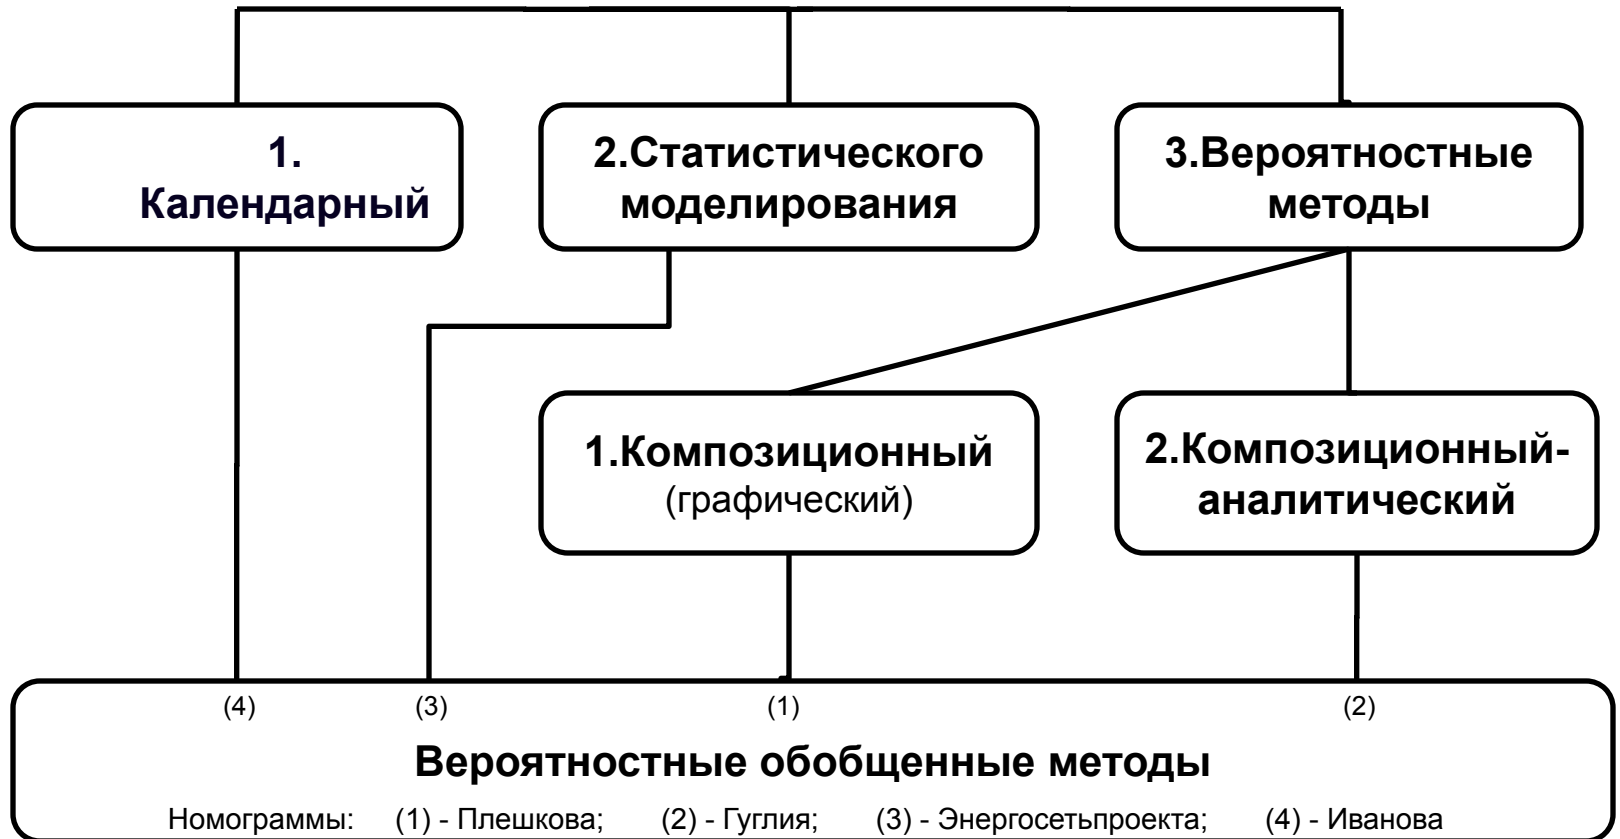 1.
Календарный
2.Статистического
моделирования
3.Вероятностные
методы
1.Композиционный
(графический)
2.Композиционный-
аналитический
(4) (3) (1) (2)
Вероятностные обобщенные методы
Номограммы: (1) - Плешкова; (2) - Гуглия; (3) - Энергосетьпроекта; (4) - Иванова